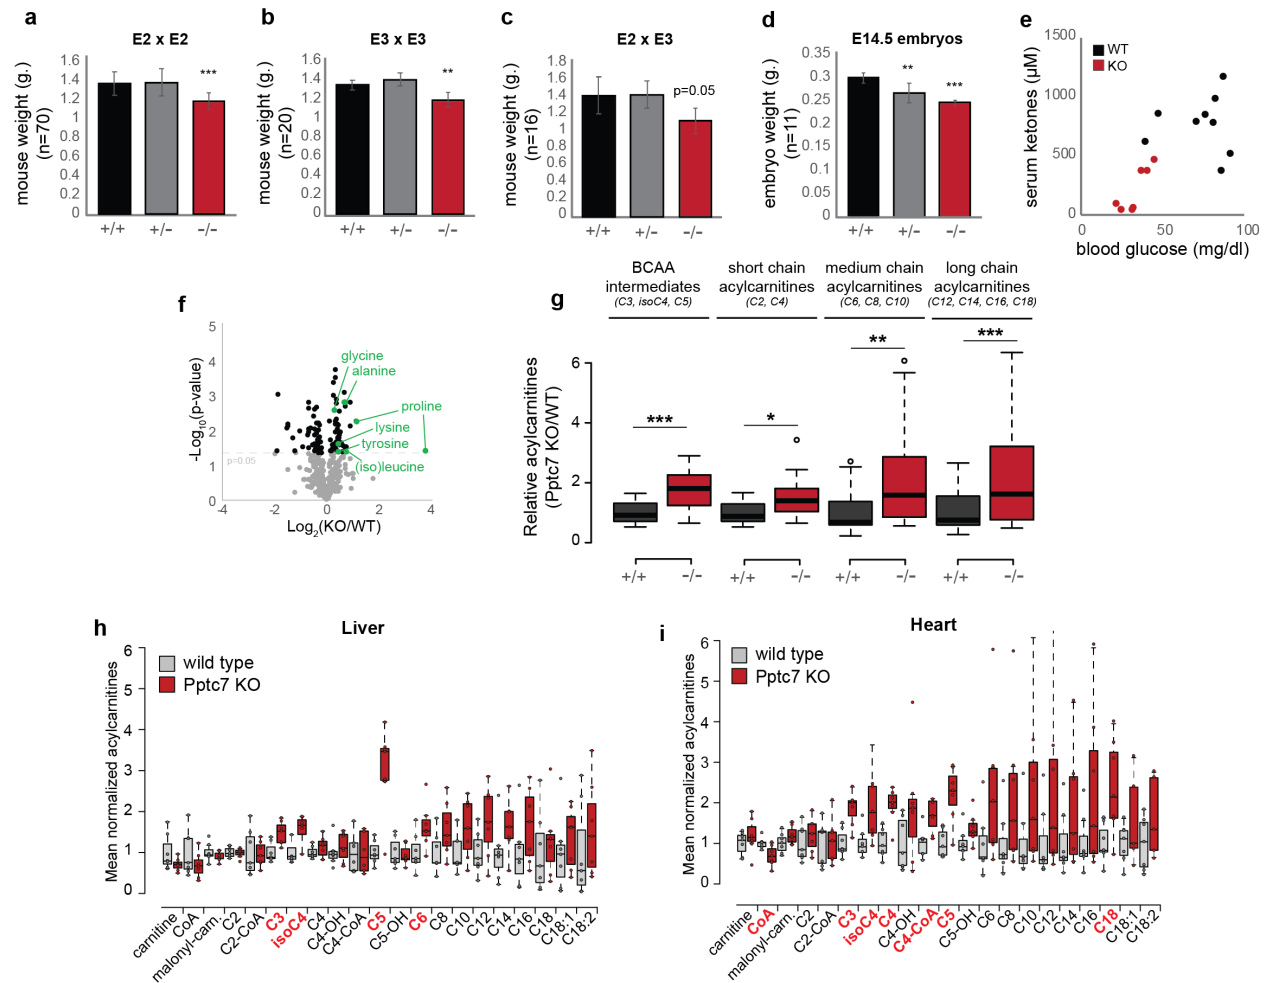 a
E2 x E2
mouse weight (g.)
(n=70)
1.6
1.4
1.2
1
0.8
0.6
0.4
0.2
0
***
+/+
+/-
-/-
b
E3 x E3
mouse weight (g.)
(n=20)
1.6
1.4
1.2
1
0.8
0.6
0.4
0.2
0
**
+/+
+/-
-/-
c
E2 x E3
mouse weight (g.)
(n=16)
1.8
1.6
1.4
1.2
1
0.8
0.6
0.4
0.2
0
p=0.05
+/+
+/-
-/-
d
E14.5 embryos
embryo weight (g.)
(n=11)
0.35
0.3
0.25
0.2
0.15
0.1
0.05
0
**
***
+/+
+/-
-/-
e
serum ketones (µM)
1500
1000
500
0
WT
KO
0
50
100
blood glucose (mg/dl)
f
-Log10(p-value)
5
4
3
2
1
0
glycine
alanine
proline
lysine
tyrosine
(iso)leucine
p=0.05
-4
-2
0
2
4
Log2(KO/WT)
g
BCAA
intermediates
(C3, isoC4, C5)
short chain
acylcarnitines
(C2, C4)
medium chain
acylcarnitines
(C6, C8, C10)
long chain
acylcarnitines
(C12, C14, C16, C18)
Relative acylcarnitines
(Pptc7 KO/WT)
6
4
2
0
***
*
**
***
+/+
-/-
+/+
-/-
+/+
-/-
+/+
-/-
h
Liver
Mean normalized acylcarnitines
6
5
4
3
2
1
0
wild type
Pptc7 KO
carnitine
CoA
malonyl-carn.
C2
C2-CoA
C3
isoC4
C4
C4-OH
C4-CoA
C5
C5-OH
C6
C8
C10
C12
C14
C16
C18
C18:1
C18:2
i
Heart
Mean normalized acylcarnitines
6
5
4
3
2
1
0
wild type
Pptc7 KO
carnitine
CoA
malonyl-carn.
C2
C2-CoA
C3
isoC4
C4
C4-OH
C4-CoA
C5
C5-OH
C6
C8
C10
C12
C14
C16
C18
C18:1
C18:2